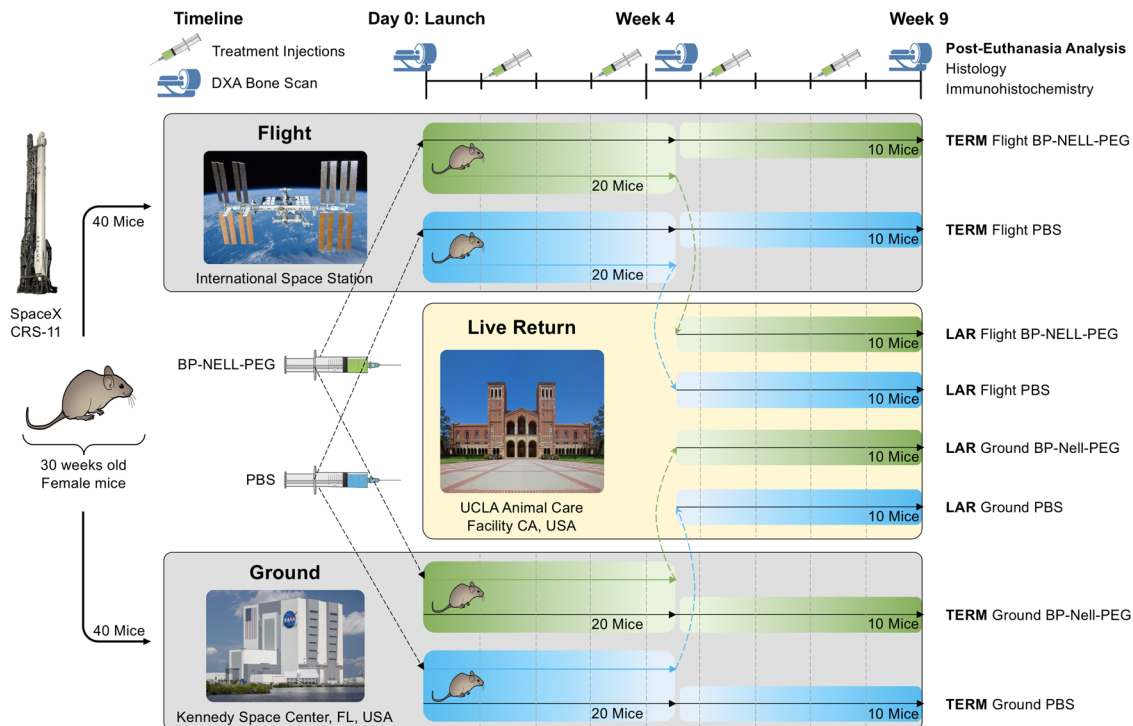 Timeline
Day 0: Launch
Week 4
Week 9
Treatment Injections
DXA Bone Scan
Post-Euthanasia Analysis
Histology
Immunohistochemistry
SpaceX
CRS-11
40 Mice
30 weeks old
Female mice
40 Mice
Flight
International Space Station
20 Mice
10 Mice
TERM Flight BP-NELL-PEG
20 Mice
10 Mice
TERM Flight PBS
BP-NELL-PEG
PBS
Live Return
UCLA Animal Care
Facility CA, USA
10 Mice
LAR Flight BP-NELL-PEG
10 Mice
LAR Flight PBS
10 Mice
LAR Ground BP-Nell-PEG
10 Mice
LAR Ground PBS
Ground
NASA
Kennedy Space Center, FL, USA
20 Mice
10 Mice
TERM Ground BP-Nell-PEG
20 Mice
10 Mice
TERM Ground PBS